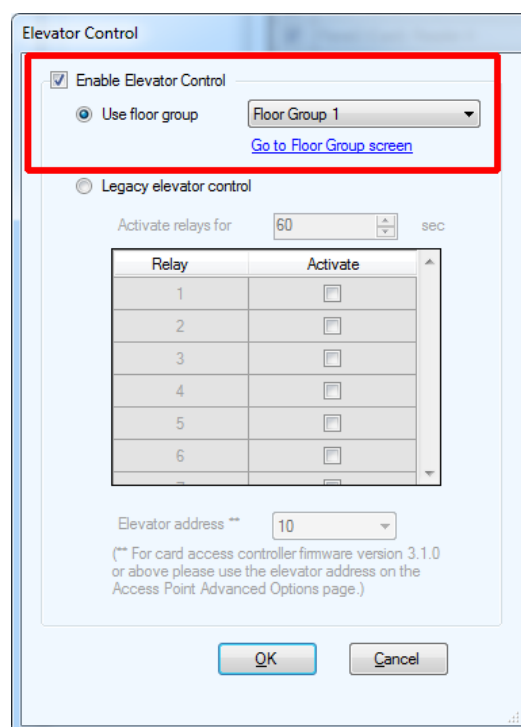 Elevator Control
Enable Elevator Control
Use floor group Floor Group 1
Go to Floor Group screen
Legacy elevator control
Activate relays for 60 sec
Relay Activate
1
2
3
4
5
6
Elevator address ** 10
(** For card access controller firmware version 3.1.0
or above please use the elevator address on the
Access Point Advanced Options page.)
OK Cancel